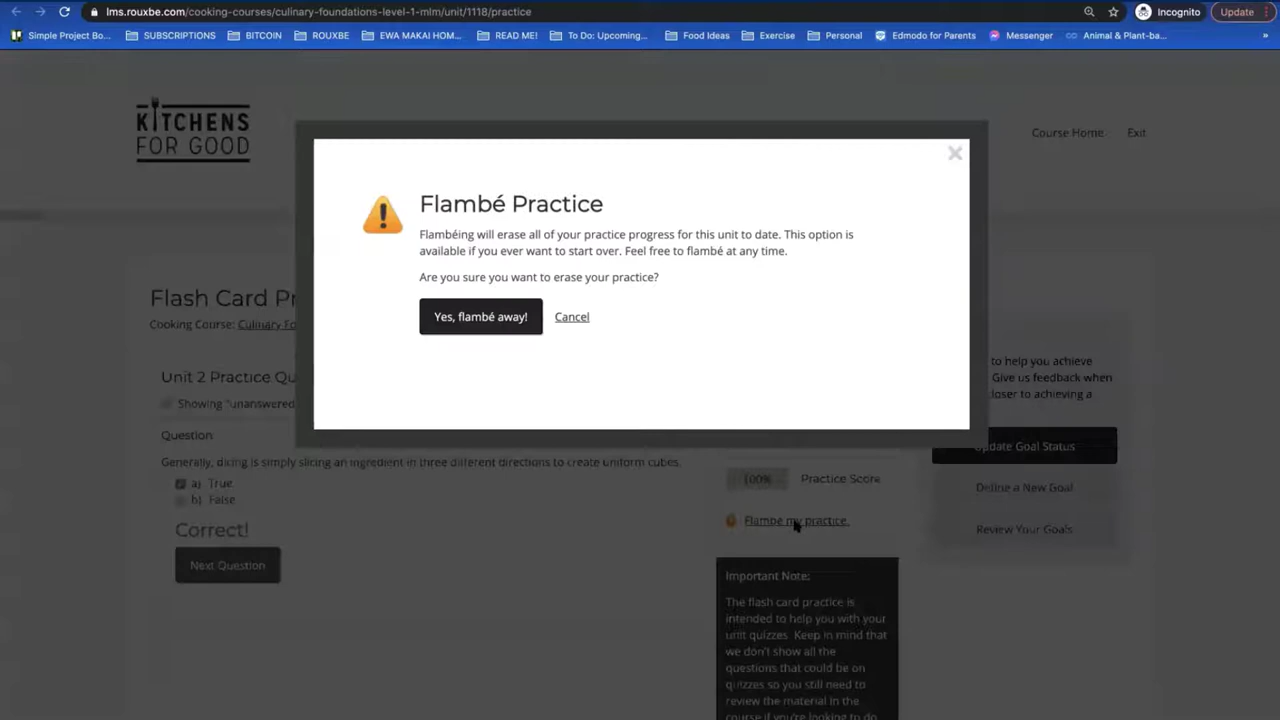 lms.rouxbe.com/cooking-courses/culinary-foundations-level-1-mlm/unit/1118/practice
Incognito
Update
Simple Project Bo...
SUBSCRIPTIONS
BITCOIN
ROUXBE
EWA MAKAI HOM...
READ ME!
To Do: Upcoming...
Food Ideas
Exercise
Personal
Edmodo for Parents
Messenger
Animal & Plant-ba...
»
KITCHENS
FOR GOOD
Course Home
Exit
Flambé Practice
Flambéing will erase all of your practice progress for this unit to date. This option is
available if you ever want to start over. Feel free to flambé at any time.
Are you sure you want to erase your practice?
Yes, flambé away!
Cancel
Flash Card Pr
Cooking Course: Culinary Fo
Unit 2 Practice Qu
Showing "unanswered
Question
Generally, dicing is simply slicing an ingredient in three different directions to create uniform cubes.
a) True
b) False
Correct!
Next Question
100%
Practice Score
Flambé my practice.
Important Note:
The flash card practice is
intended to help you with your
unit quizzes. Keep in mind that
we don't show all the
questions that could be on
quizzes so you still need to
review the material in the
course if you're looking to do
to help you achieve
Give us feedback when
closer to achieving a
Update Goal Status
Define a New Goal
Review Your Goals